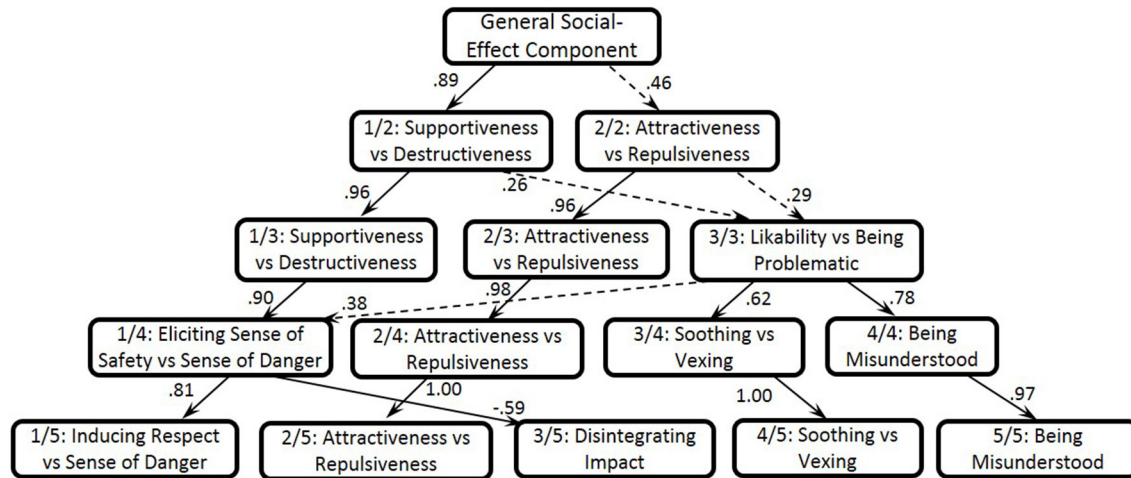 General Social-
Effect Component
.89
.46
1/2: Supportiveness
vs Destructiveness
2/2: Attractiveness
vs Repulsiveness
.96
.26
.96
.29
1/3: Supportiveness
vs Destructiveness
2/3: Attractiveness
vs Repulsiveness
3/3: Likability vs Being
Problematic
.90
.38
.98
.62
.78
1/4: Eliciting Sense of
Safety vs Sense of Danger
2/4: Attractiveness vs
Repulsiveness
3/4: Soothing vs
Vexing
4/4: Being
Misunderstood
.81
1.00
-.59
1.00
.97
1/5: Inducing Respect
vs Sense of Danger
2/5: Attractiveness vs
Repulsiveness
3/5: Disintegrating
Impact
4/5: Soothing vs
Vexing
5/5: Being
Misunderstood